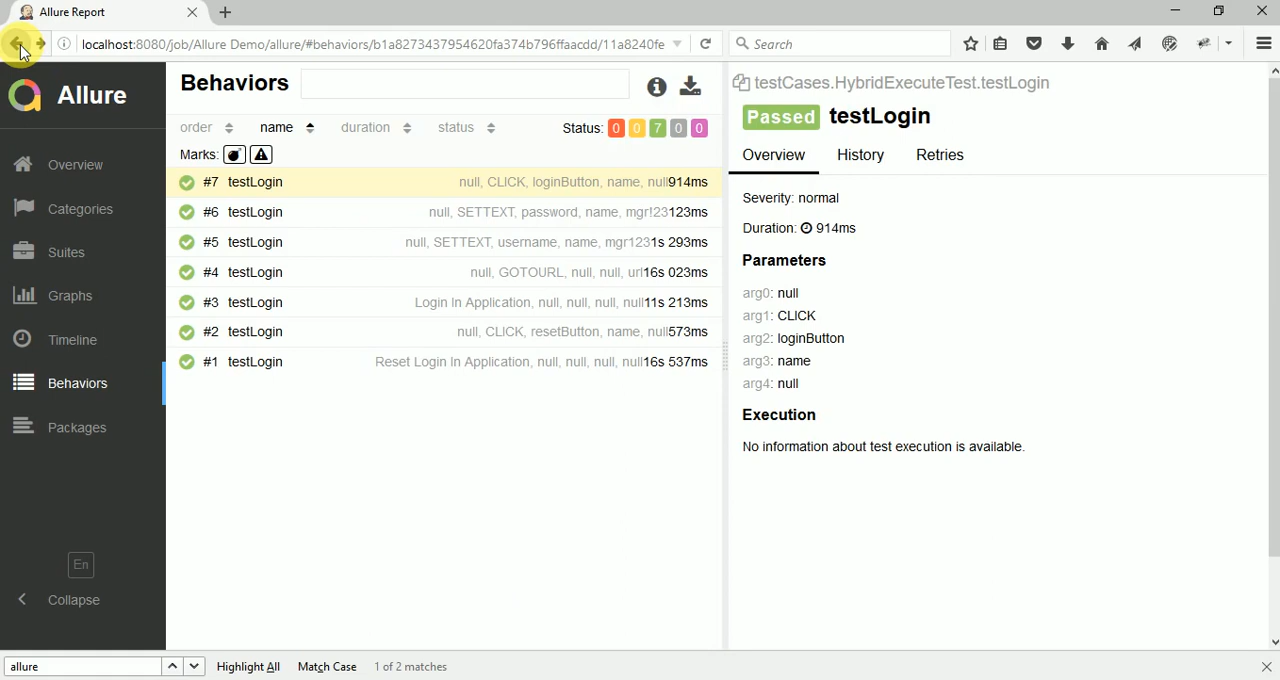 Allure Report
localhost:8080/job/Allure Demo/allure/#behaviors/b1a8273437954620fa374b796ffaacdd/11a8240fe
Search
Allure
Overview
Categories
Suites
Graphs
Timeline
Behaviors
Packages
En
Collapse
Behaviors
order name duration status Status: 0 0 7 0 0
Marks:
#7 testLogin null, CLICK, loginButton, name, null 914ms
#6 testLogin null, SETTEXT, password, name, mgr!23 123ms
#5 testLogin null, SETTEXT, username, name, mgr123 1s 293ms
#4 testLogin null, GOTOURL, null, null, url 16s 023ms
#3 testLogin Login In Application, null, null, null, null 11s 213ms
#2 testLogin null, CLICK, resetButton, name, null 573ms
#1 testLogin Reset Login In Application, null, null, null, null 16s 537ms
testCases.HybridExecuteTest.testLogin
Passed testLogin
Overview History Retries
Severity: normal
Duration: 914ms
Parameters
arg0: null
arg1: CLICK
arg2: loginButton
arg3: name
arg4: null
Execution
No information about test execution is available.
allure Highlight All Match Case 1 of 2 matches